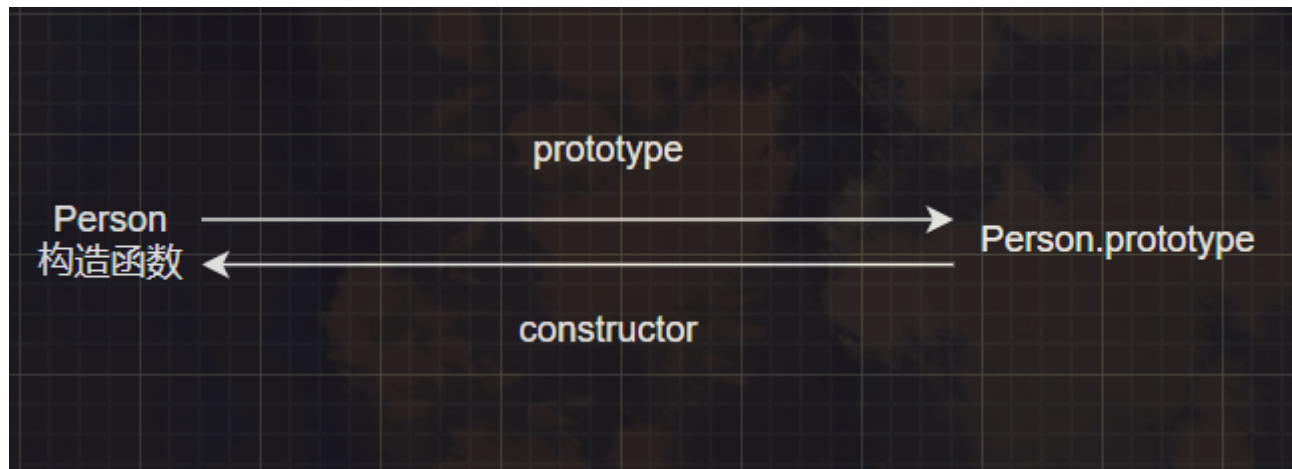 prototype
Person
构造函数
Person.prototype
constructor